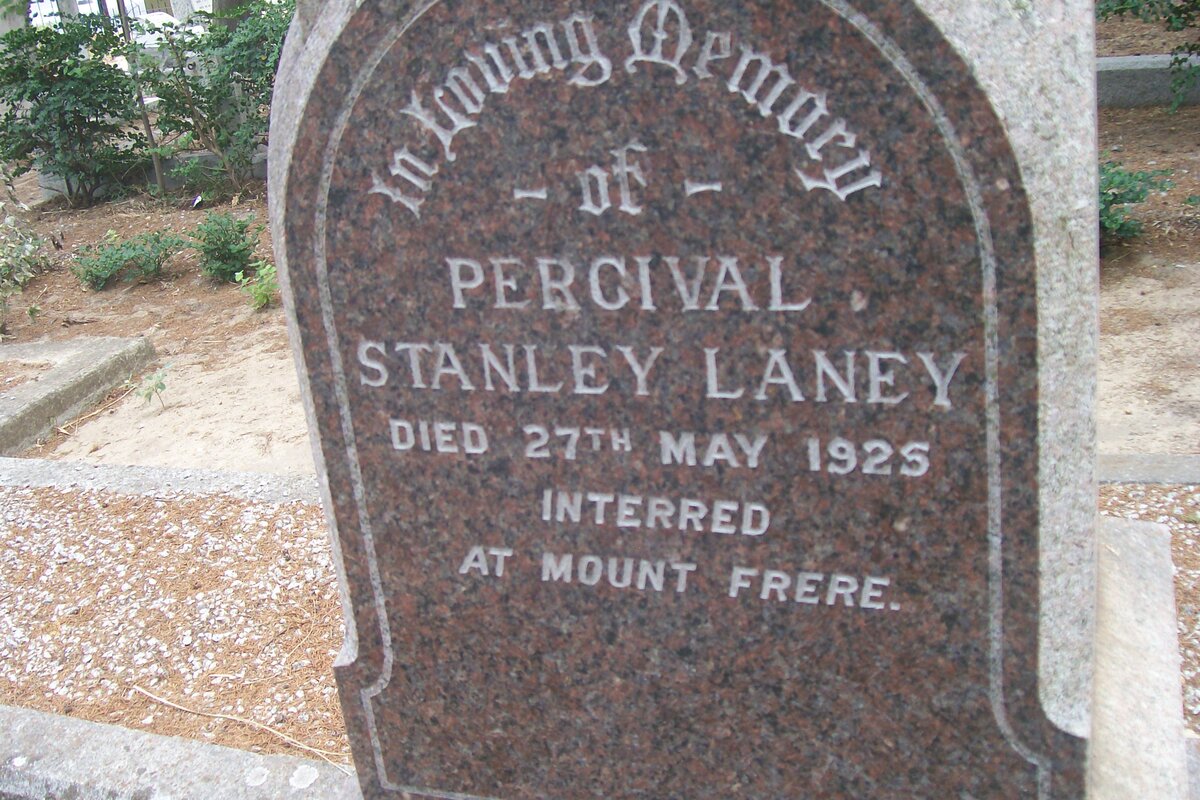 In Loving Memory
- of -
PERCIVAL
STANLEY LANEY
DIED 27TH MAY 1925
INTERRED
AT MOUNT FRERE.